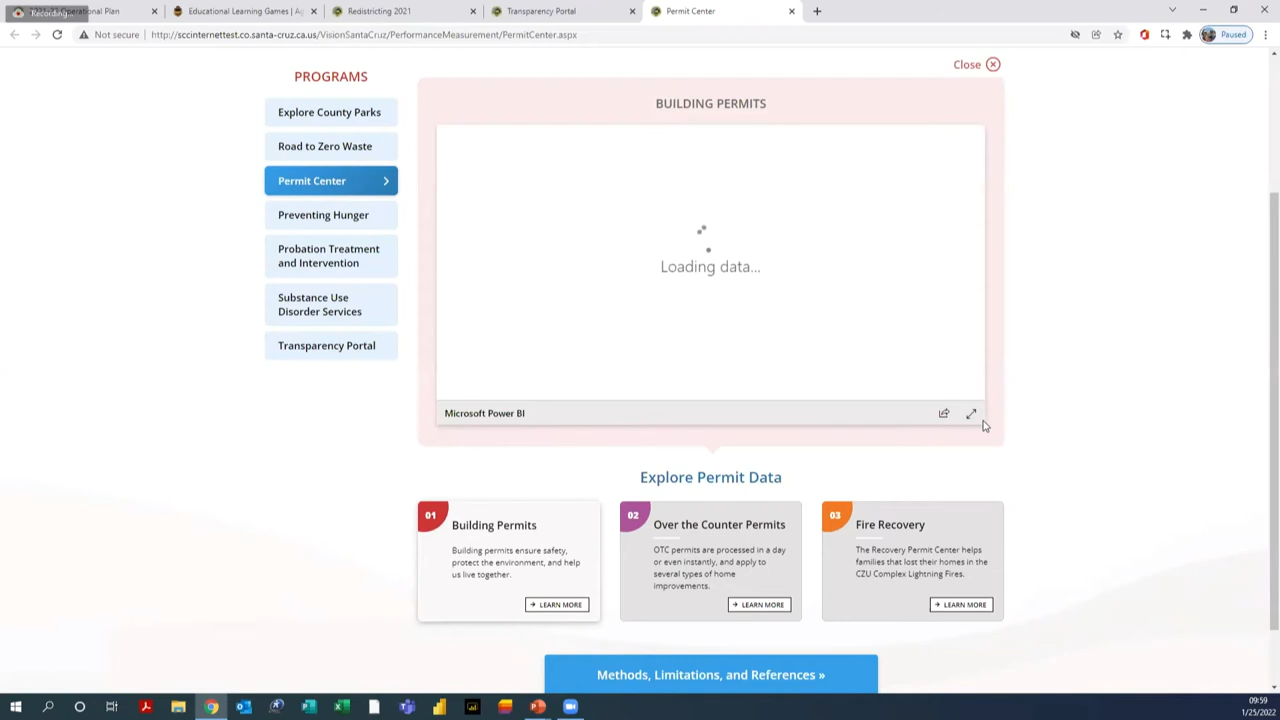 Recording...
Operational Plan
Educational Learning Games | Ag
Redistricting 2021
Transparency Portal
Permit Center
Not secure
http://sccinternettest.co.santa-cruz.ca.us/VisionSantaCruz/PerformanceMeasurement/PermitCenter.aspx
Paused
PROGRAMS
Explore County Parks
Road to Zero Waste
Permit Center
Preventing Hunger
Probation Treatment
and Intervention
Substance Use
Disorder Services
Transparency Portal
Close
BUILDING PERMITS
Loading data...
Microsoft Power BI
Explore Permit Data
01
Building Permits
Building permits ensure safety,
protect the environment, and help
us live together.
→ LEARN MORE
02
Over the Counter Permits
OTC permits are processed in a day
or even instantly, and apply to
several types of home
improvements.
→ LEARN MORE
03
Fire Recovery
The Recovery Permit Center helps
families that lost their homes in the
CZU Complex Lightning Fires.
→ LEARN MORE
Methods, Limitations, and References »
09:59
1/25/2022